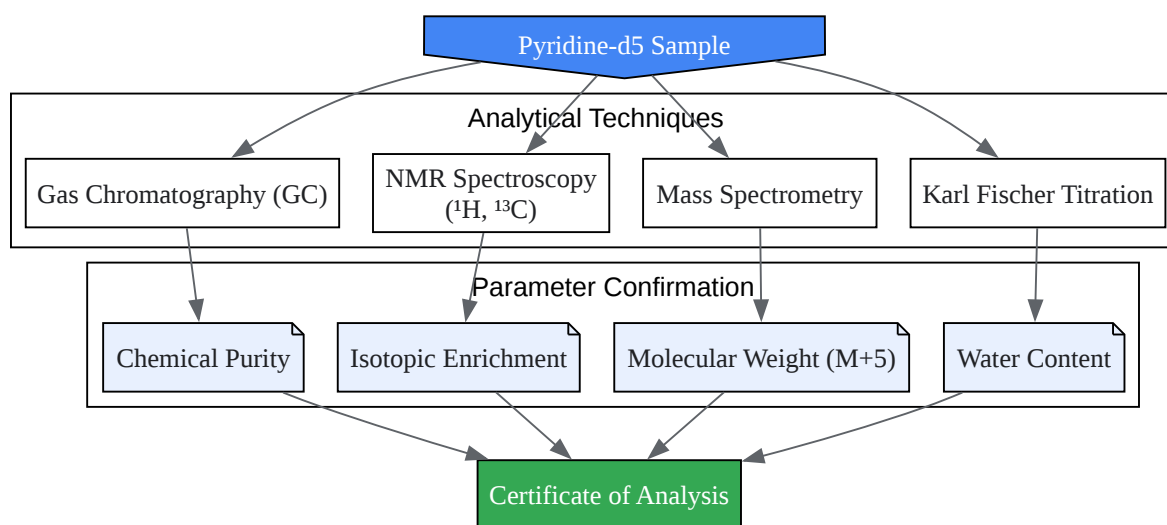 Pyridine-d5 Sample
Analytical Techniques
Gas Chromatography (GC)
NMR Spectroscopy
(¹H, ¹³C)
Mass Spectrometry
Karl Fischer Titration
Parameter Confirmation
Chemical Purity
Isotopic Enrichment
Molecular Weight (M+5)
Water Content
Certificate of Analysis